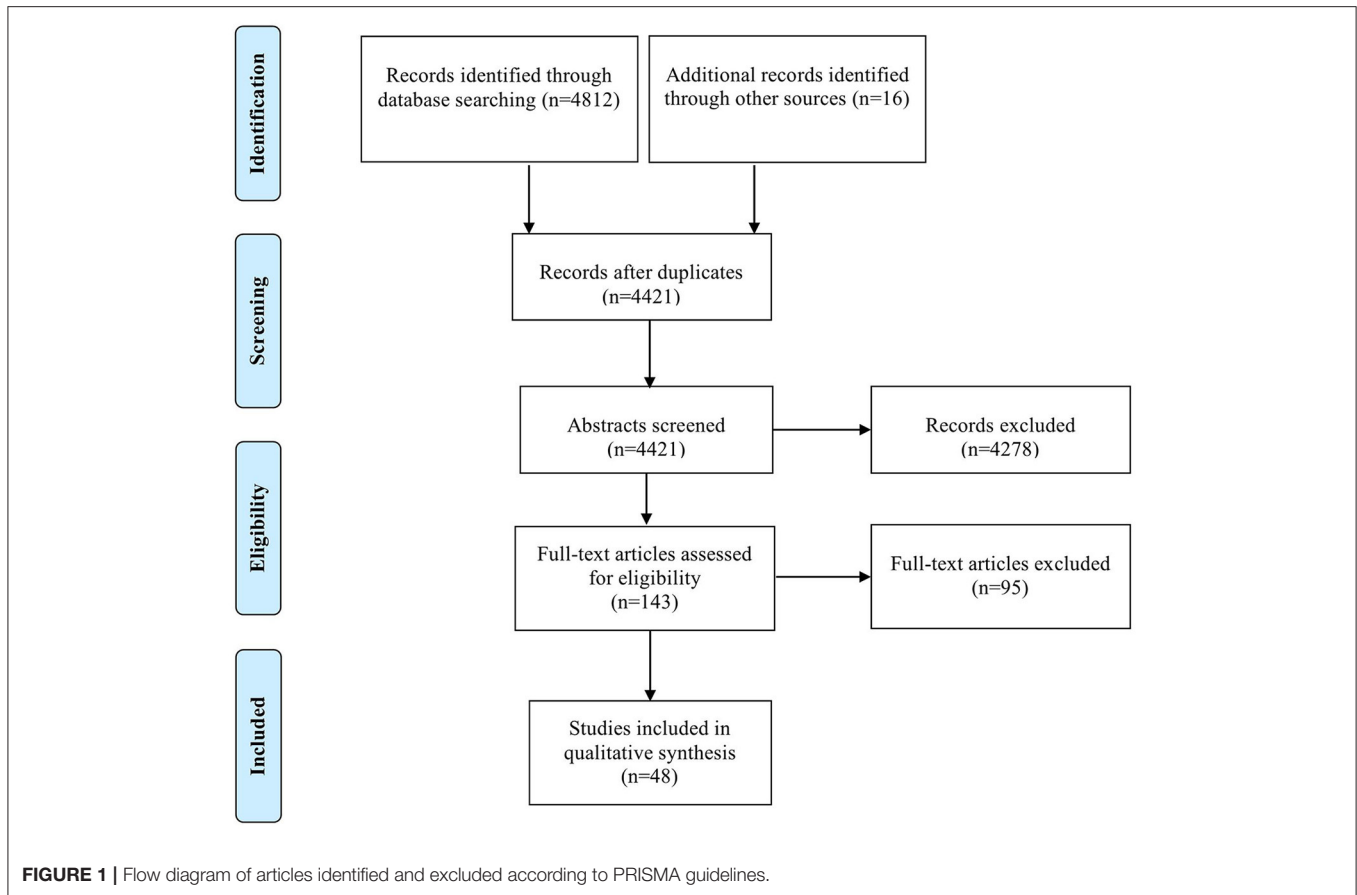 Identification
Records identified through
database searching (n=4812)
Additional records identified
through other sources (n=16)
Screening
Records after duplicates
(n=4421)
Abstracts screened
(n=4421)
Records excluded
(n=4278)
Eligibility
Full-text articles assessed
for eligibility
(n=143)
Full-text articles excluded
(n=95)
Included
Studies included in
qualitative synthesis
(n=48)
FIGURE 1 | Flow diagram of articles identified and excluded according to PRISMA guidelines.